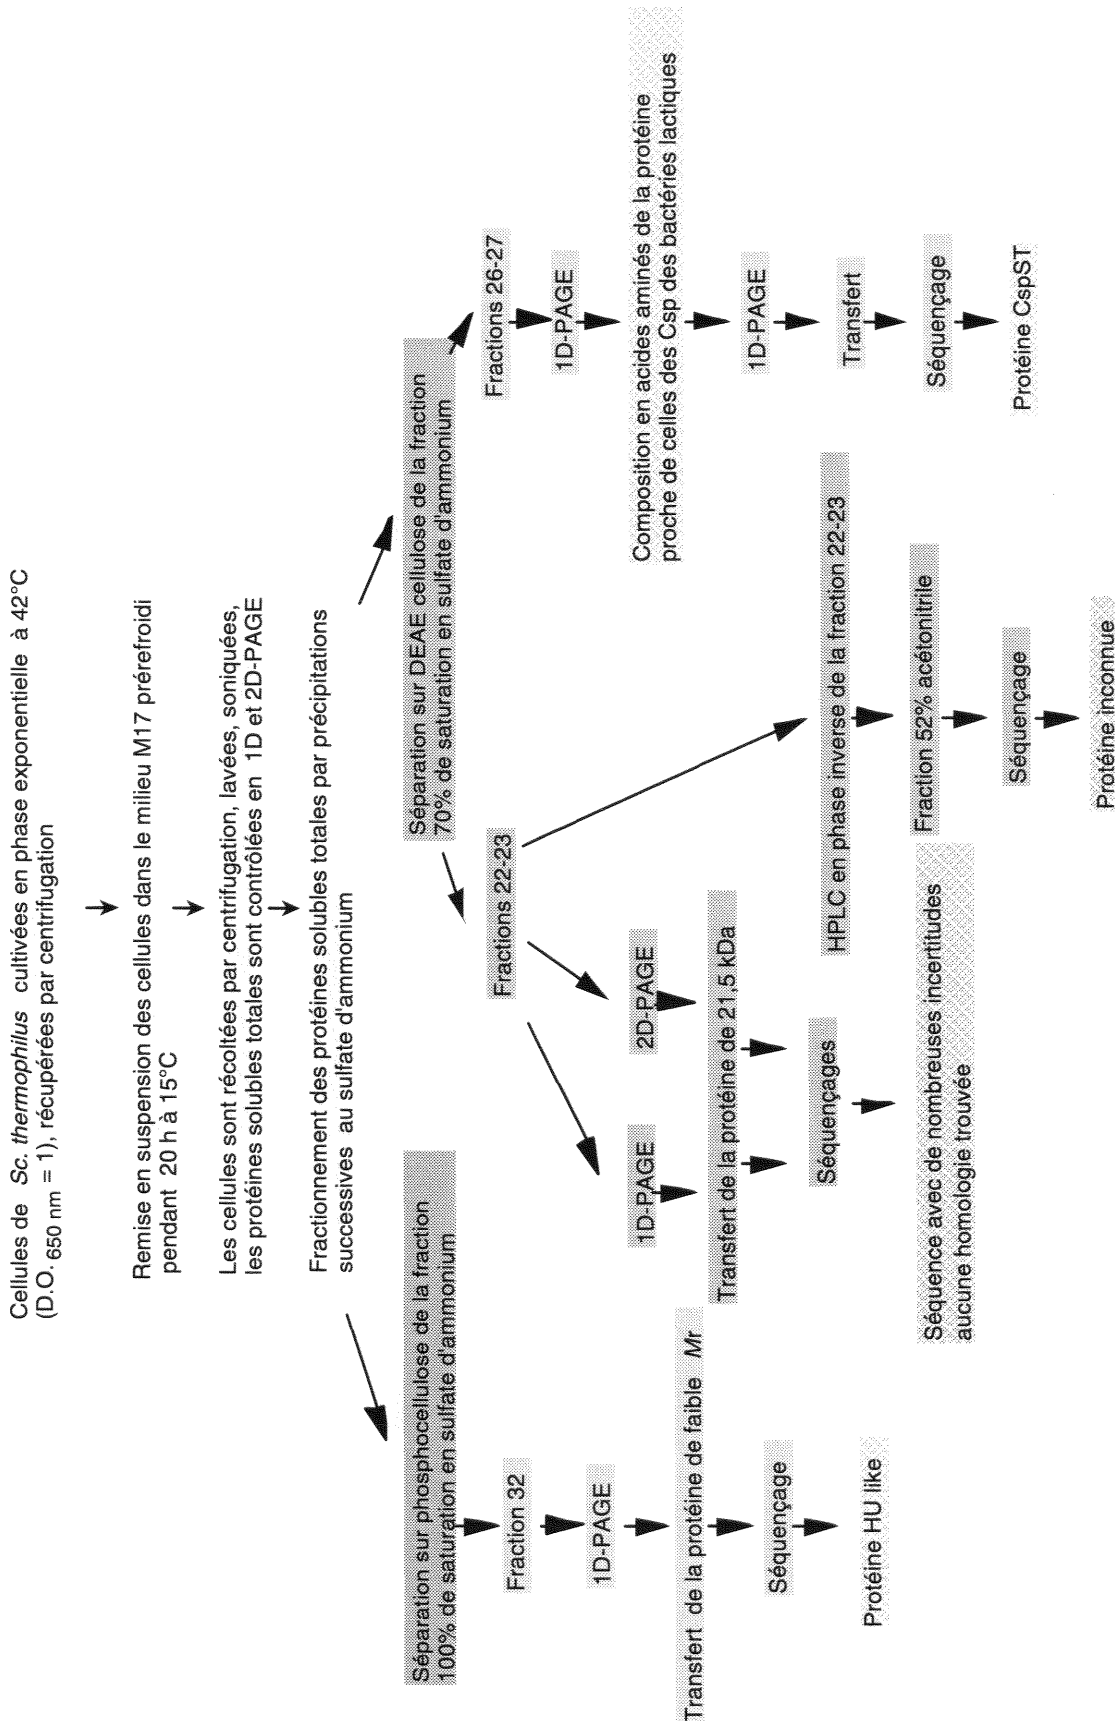 Cellules de Sc. thermophilus cultivées en phase exponentielle à 42°C
(D.O. 650 nm = 1), récupérées par centrifugation
Remise en suspension des cellules dans le milieu M17 préréfroidi
pendant 20 h à 15°C
Les cellules sont récoltées par centrifugation, lavées, soniquées,
les protéines solubles totales sont contrôlées en 1D et 2D-PAGE
Fractionnement des protéines solubles totales par précipitations
successives au sulfate d'ammonium
Séparation sur phosphocellulose de la fraction
100% de saturation en sulfate d'ammonium
Fraction 32
1D-PAGE
Transfert de la protéine de faible Mr
Séquençage
Protéine HU like
Séparation sur DEAE cellulose de la fraction
70% de saturation en sulfate d'ammonium
Fractions 22-23
1D-PAGE
2D-PAGE
Transfert de la protéine de 21,5 kDa
Séquençages
Séquence avec de nombreuses incentitudes
aucune homologie trouvée
HPLC en phase inverse de la fraction 22-23
Fraction 52% acétonitrile
Séquençage
Protéine inconnue
Fractions 26-27
1D-PAGE
Composition en acides aminés de la protéine
proche de celles des Csp des bactéries lactiques
1D-PAGE
Transfert
Séquençage
Protéine CspST